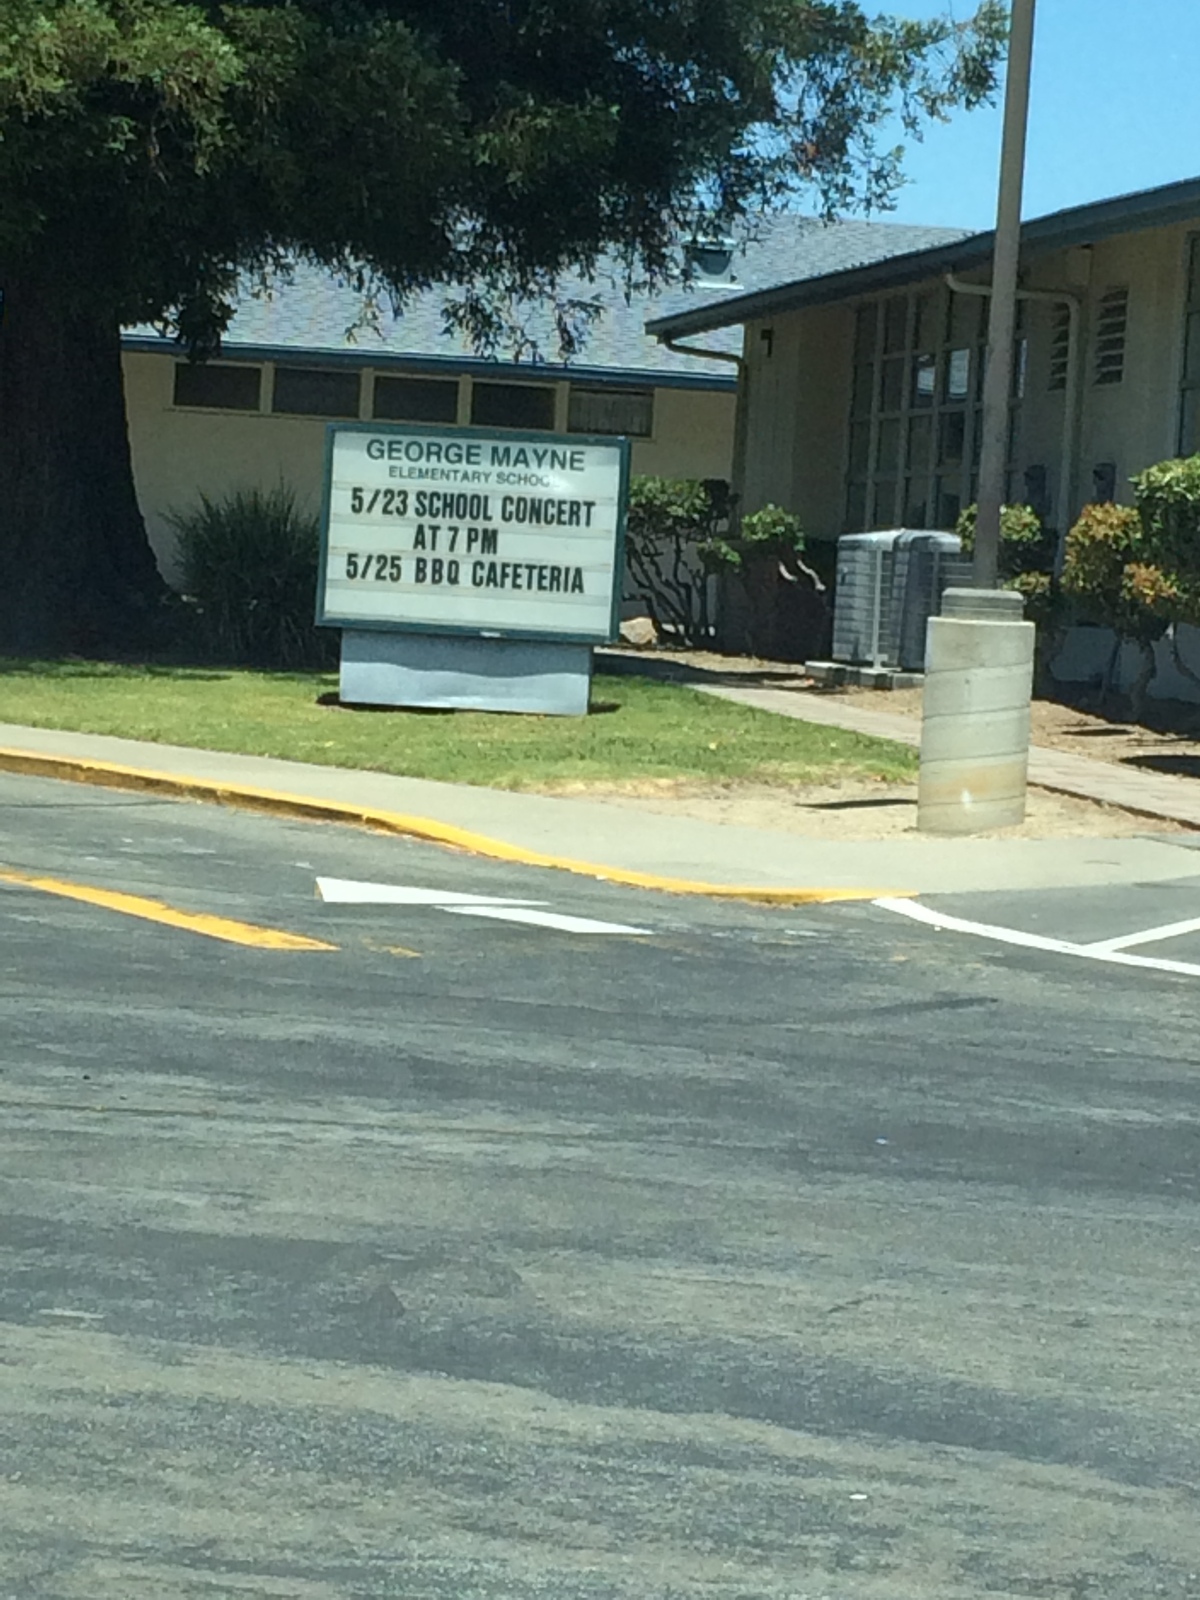 GEORGE MAYNE
ELEMENTARY SCHOOL
5/23 SCHOOL CONCERT
AT 7 PM
5/25 BBQ CAFETERIA